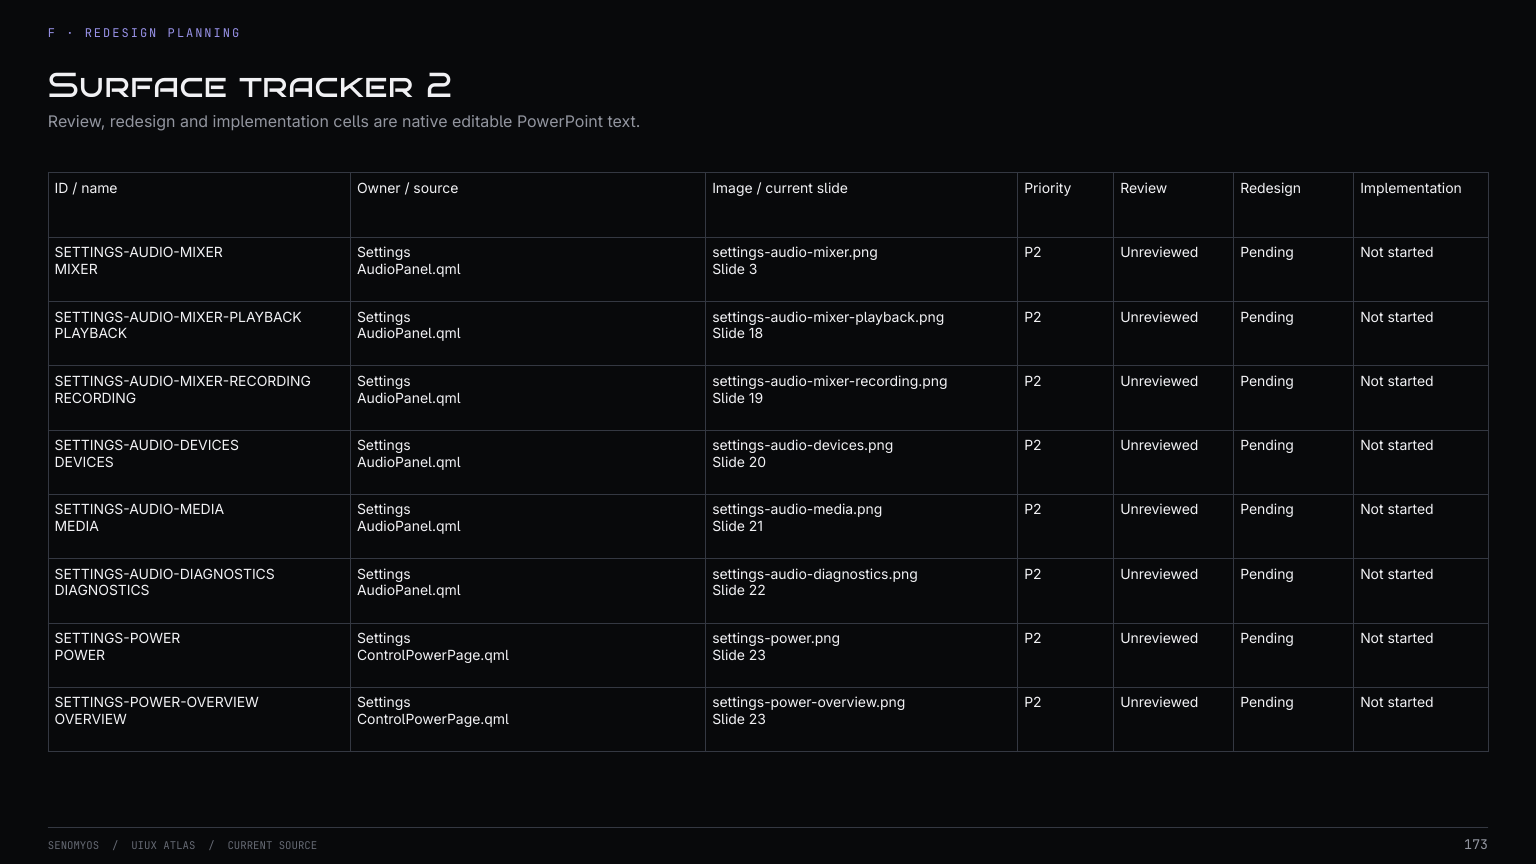 F · REDESIGN PLANNING
SURFACE TRACKER 2
Review, redesign and implementation cells are native editable PowerPoint text.
ID / name Owner / source Image / current slide Priority Review Redesign Implementation
SETTINGS-AUDIO-MIXER Settings settings-audio-mixer.png P2 Unreviewed Pending Not started
MIXER AudioPanel.qml Slide 3
SETTINGS-AUDIO-MIXER-PLAYBACK Settings settings-audio-mixer-playback.png P2 Unreviewed Pending Not started
PLAYBACK AudioPanel.qml Slide 18
SETTINGS-AUDIO-MIXER-RECORDING Settings settings-audio-mixer-recording.png P2 Unreviewed Pending Not started
RECORDING AudioPanel.qml Slide 19
SETTINGS-AUDIO-DEVICES Settings settings-audio-devices.png P2 Unreviewed Pending Not started
DEVICES AudioPanel.qml Slide 20
SETTINGS-AUDIO-MEDIA Settings settings-audio-media.png P2 Unreviewed Pending Not started
MEDIA AudioPanel.qml Slide 21
SETTINGS-AUDIO-DIAGNOSTICS Settings settings-audio-diagnostics.png P2 Unreviewed Pending Not started
DIAGNOSTICS AudioPanel.qml Slide 22
SETTINGS-POWER Settings settings-power.png P2 Unreviewed Pending Not started
POWER ControlPowerPage.qml Slide 23
SETTINGS-POWER-OVERVIEW Settings settings-power-overview.png P2 Unreviewed Pending Not started
OVERVIEW ControlPowerPage.qml Slide 23
SENOMYOS / UIUX ATLAS / CURRENT SOURCE 173